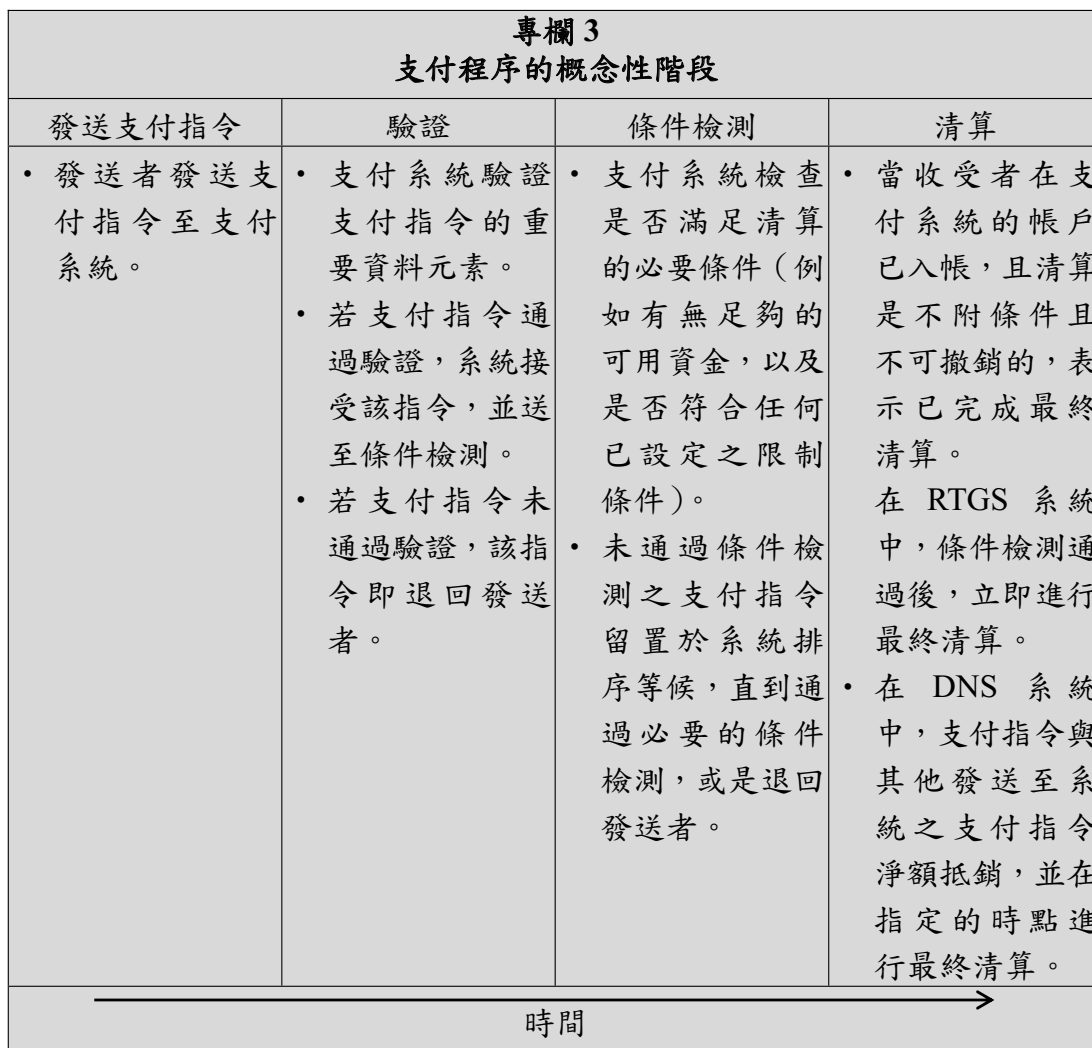 專欄 3
支付程序的概念性階段
發送支付指令
驗證
條件檢測
清算
• 發送者發送支
付指令至支付
系統。
• 支付系統驗證
支付指令的重
要資料元素。
• 若支付指令通
過驗證,系統接
受該指令,並送
至條件檢測。
• 若支付指令未
通過驗證,該指
令即退回發送
者。
• 支付系統檢查
是否滿足清算
的必要條件(例
如有無足夠的
可用資金,以及
是否符合任何
已設定之限制
條件)。
• 未通過條件檢
測之支付指令
留置於系統排
序等候,直到通
過必要的條件
檢測,或是退回
發送者。
• 當收受者在支
付系統的帳戶
已入帳,且清算
是不附條件且
不可撤銷的,表
示已完成最終
清算。
在 RTGS 系統
中,條件檢測通
過後,立即進行
最終清算。
• 在 DNS 系統
中,支付指令與
其他發送至系
統之支付指令
淨額抵銷,並在
指定的時點進
行最終清算。
時間